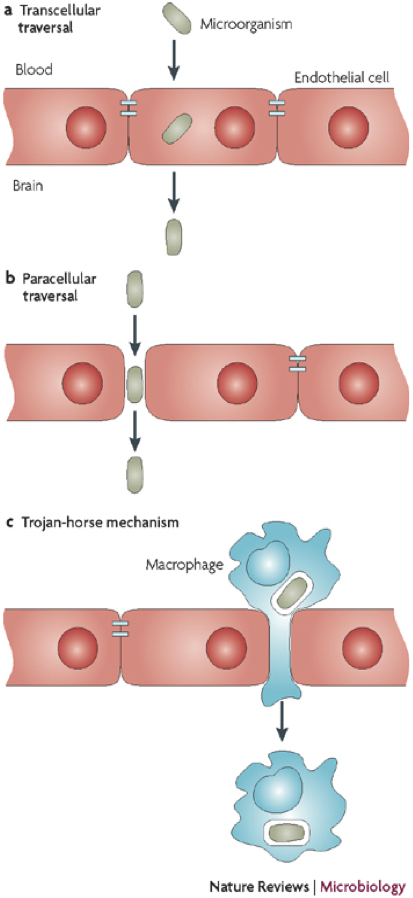 a Transcellular
traversal
Microorganism
Blood
Endothelial cell
Brain
b Paracellular
traversal
c Trojan-horse mechanism
Macrophage
Nature Reviews | Microbiology